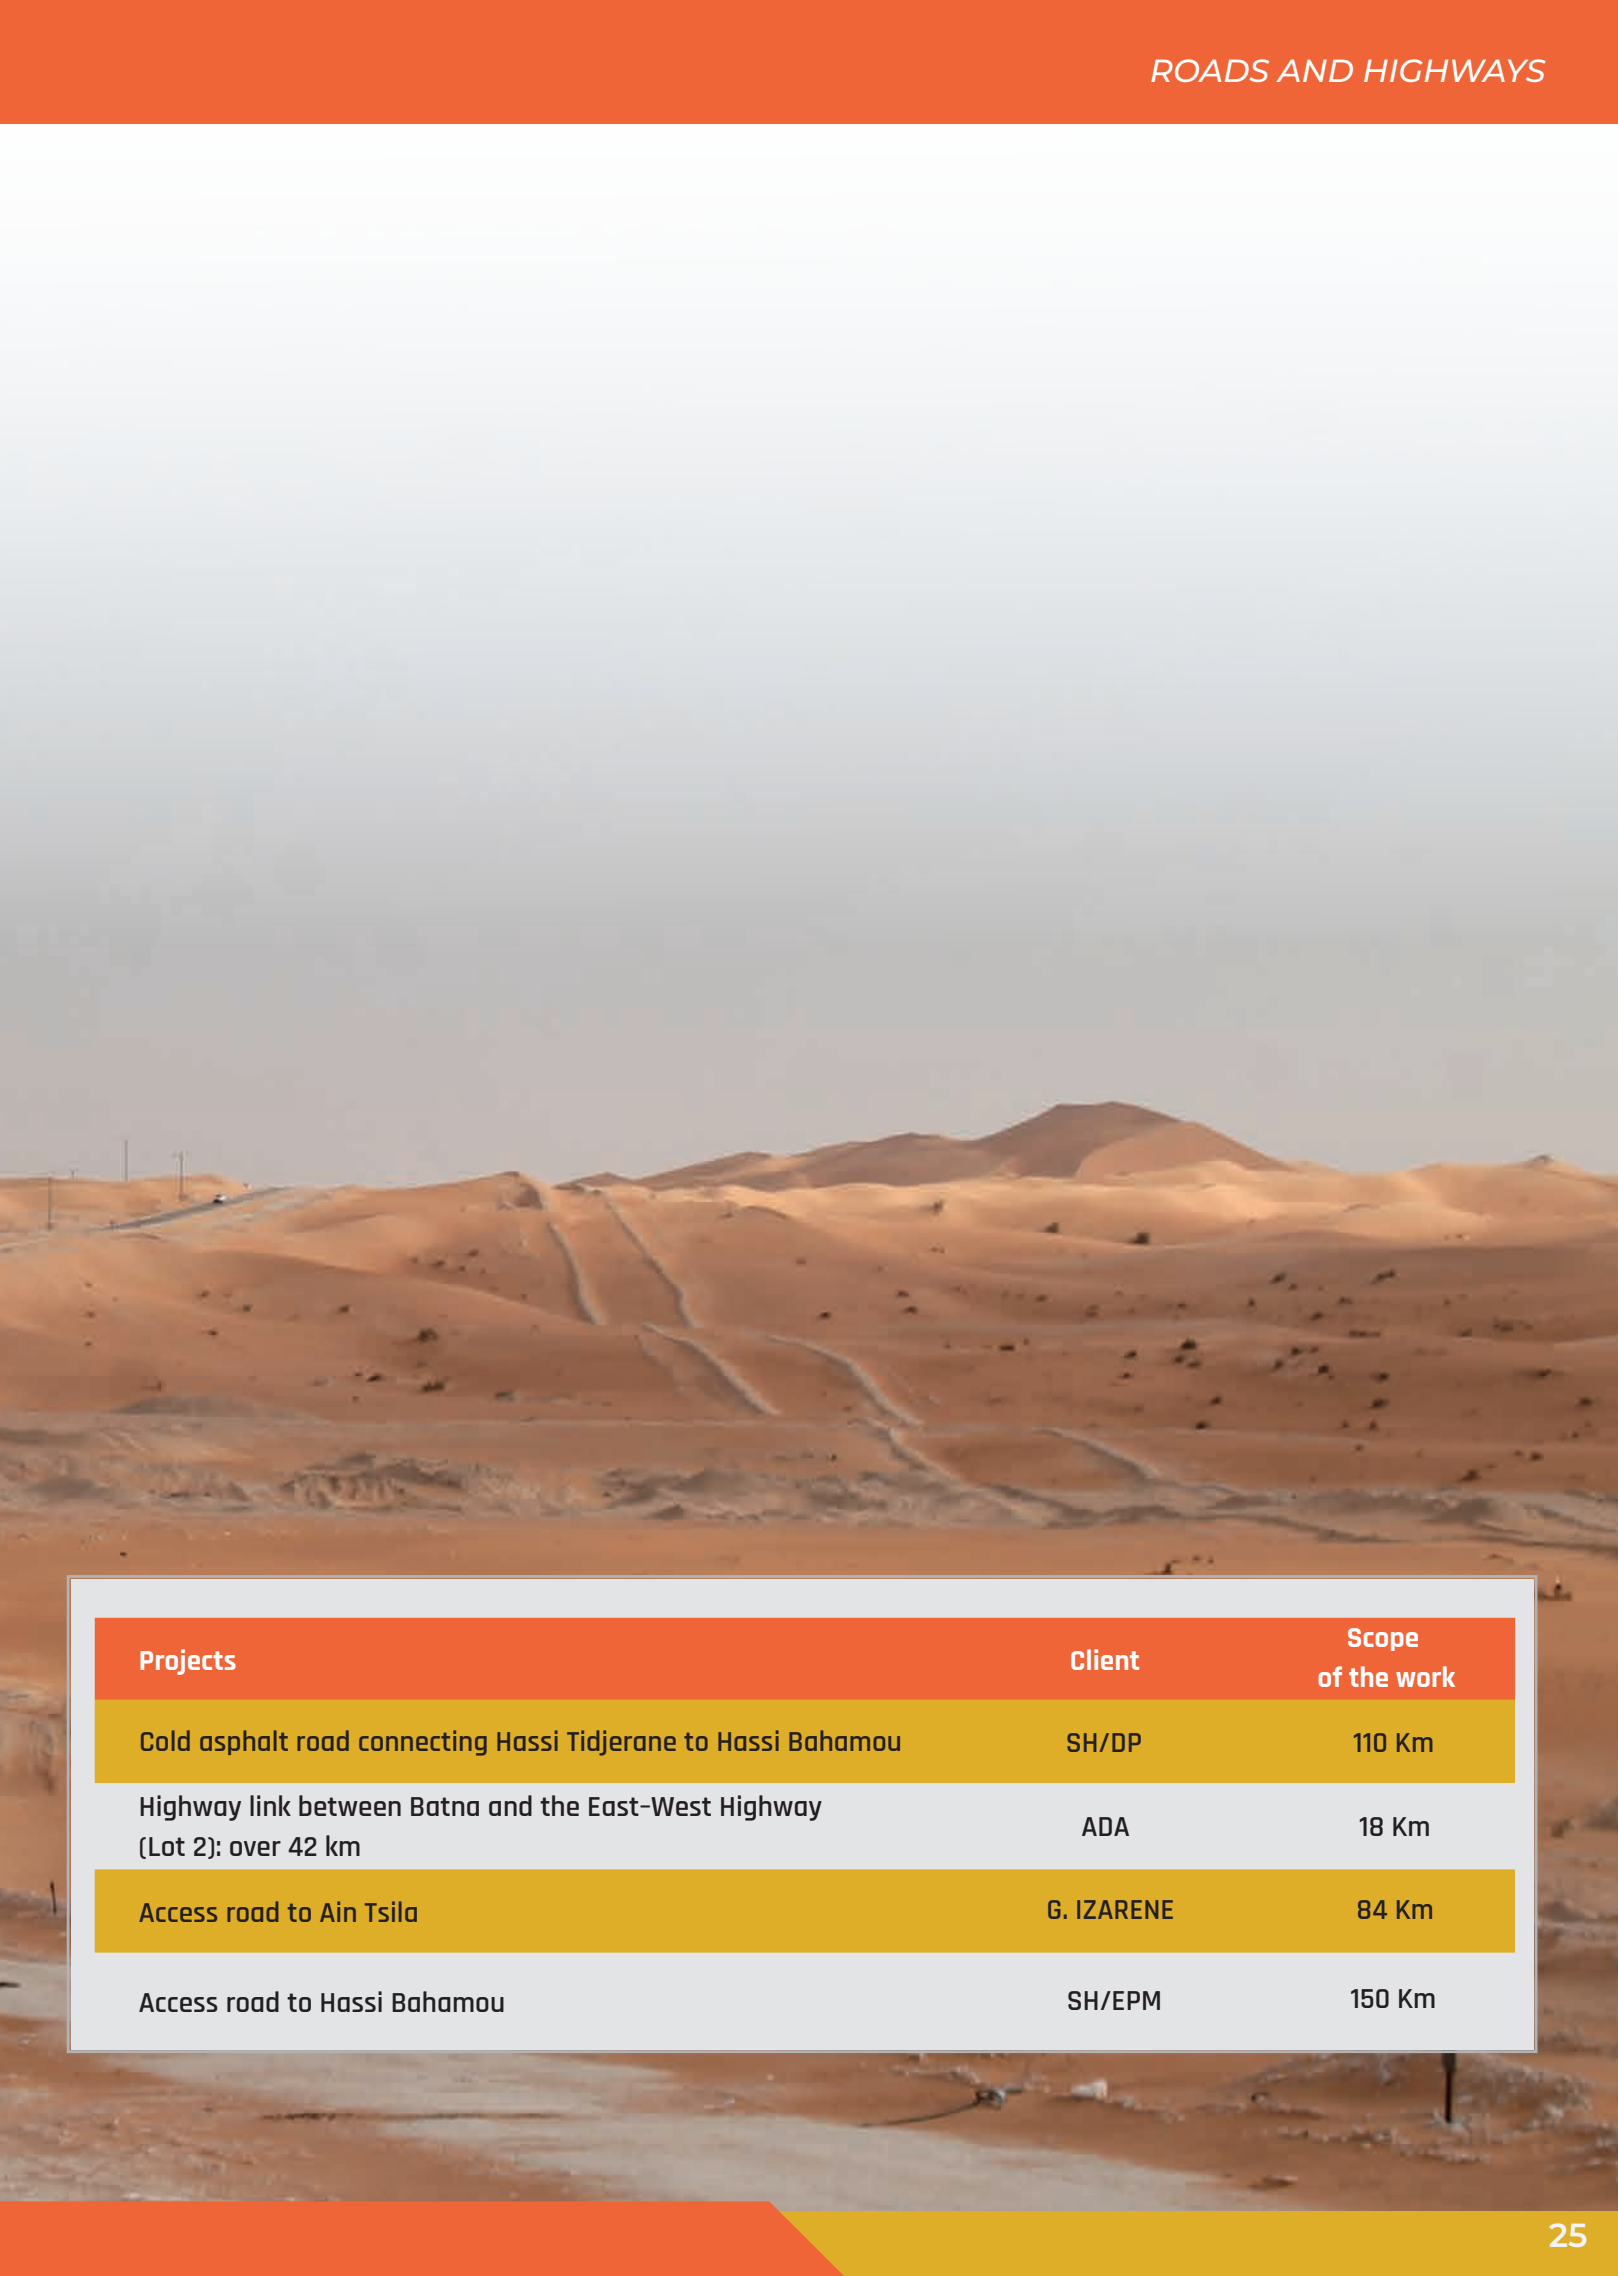 ROADS AND HIGHWAYS
Projects Client Scope
of the work
Cold asphalt road connecting Hassi Tidjerane to Hassi Bahamou SH/DP 110 Km
Highway link between Batna and the East-West Highway
(Lot 2): over 42 km ADA 18 Km
Access road to Ain Tsila G. IZARENE 84 Km
Access road to Hassi Bahamou SH/EPM 150 Km
25